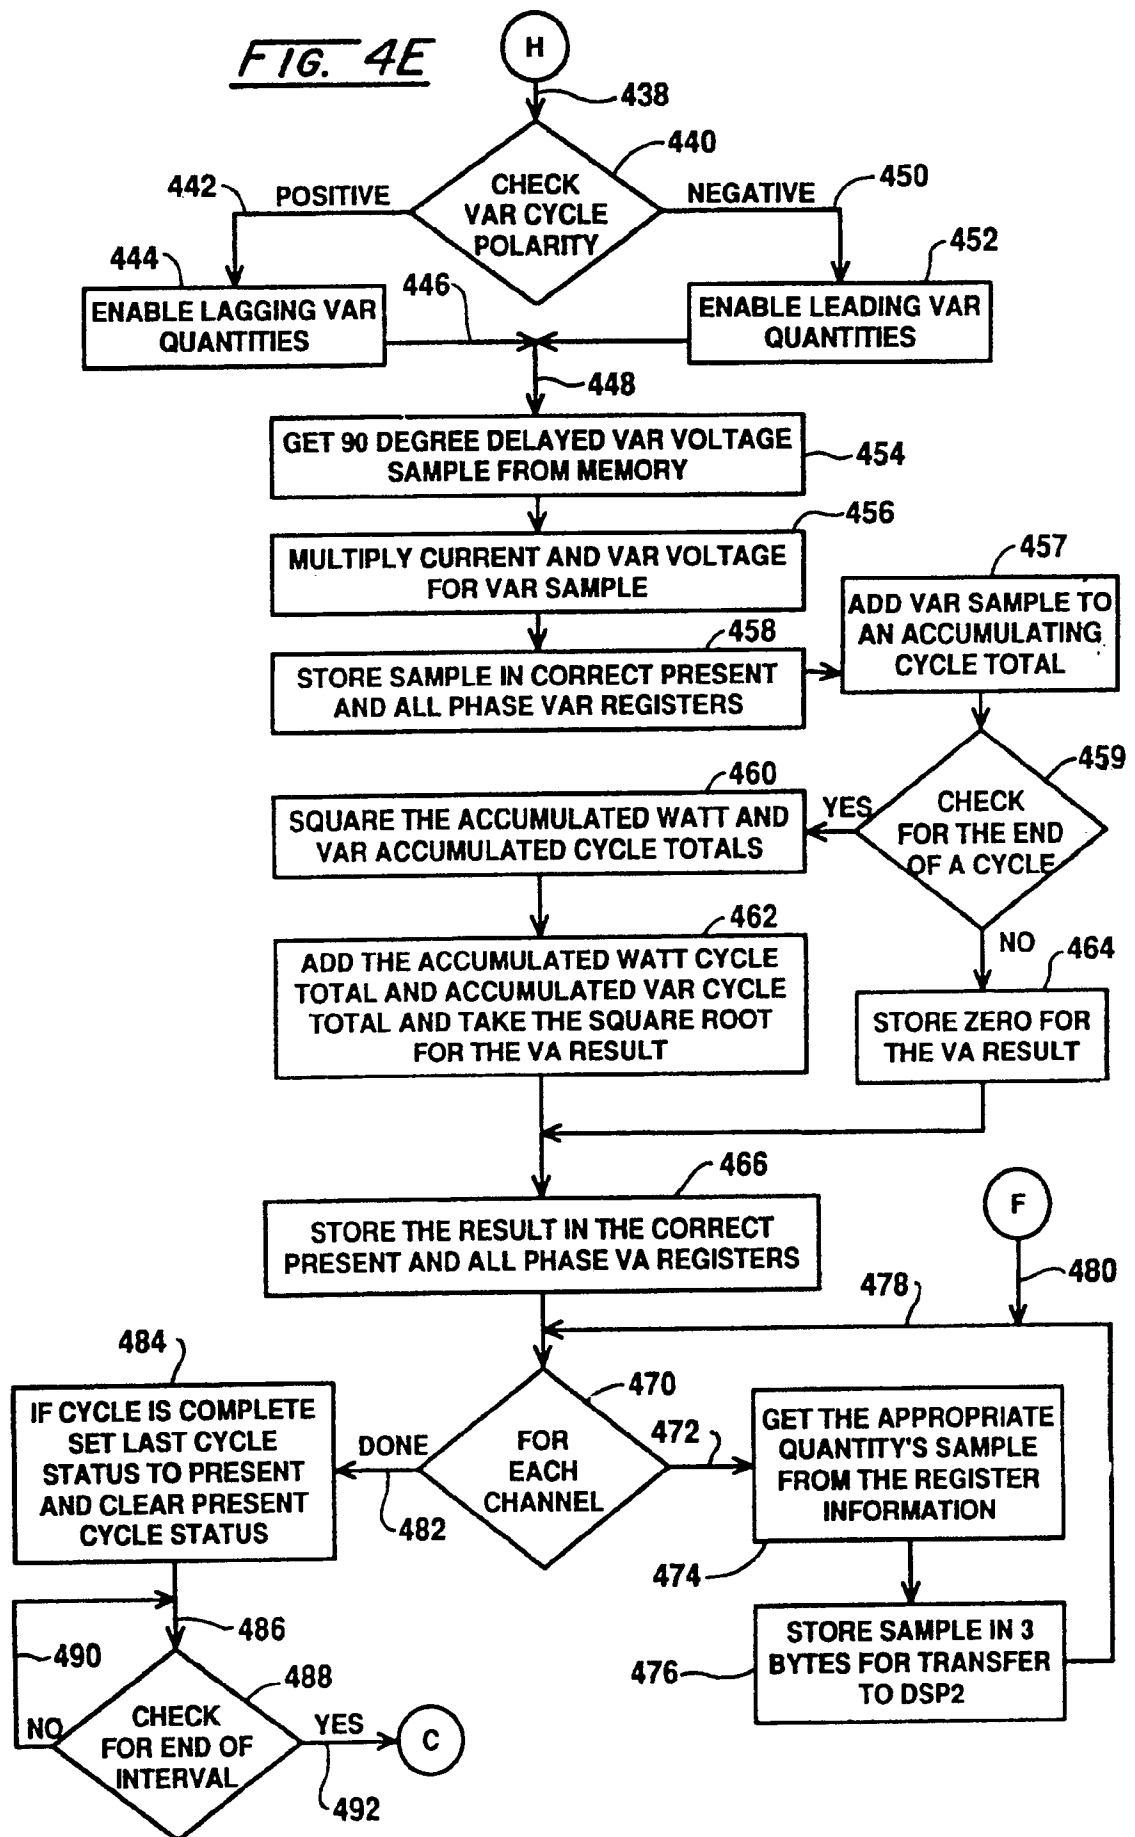 FIG. 4E
H
438
440
CHECK
VAR CYCLE
POLARITY
442
POSITIVE
NEGATIVE
450
444
ENABLE LAGGING VAR
QUANTITIES
446
452
ENABLE LEADING VAR
QUANTITIES
448
GET 90 DEGREE DELAYED VAR VOLTAGE
SAMPLE FROM MEMORY
454
456
MULTIPLY CURRENT AND VAR VOLTAGE
FOR VAR SAMPLE
458
STORE SAMPLE IN CORRECT PRESENT
AND ALL PHASE VAR REGISTERS
457
ADD VAR SAMPLE TO
AN ACCUMULATING
CYCLE TOTAL
459
CHECK
FOR THE END
OF A CYCLE
YES
460
SQUARE THE ACCUMULATED WATT AND
VAR ACCUMULATED CYCLE TOTALS
462
ADD THE ACCUMULATED WATT CYCLE
TOTAL AND ACCUMULATED VAR CYCLE
TOTAL AND TAKE THE SQUARE ROOT
FOR THE VA RESULT
NO
464
STORE ZERO FOR
THE VA RESULT
466
STORE THE RESULT IN THE CORRECT
PRESENT AND ALL PHASE VA REGISTERS
F
480
478
470
FOR
EACH
CHANNEL
472
GET THE APPROPRIATE
QUANTITY'S SAMPLE
FROM THE REGISTER
INFORMATION
474
STORE SAMPLE IN 3
BYTES FOR TRANSFER
TO DSP2
476
DONE
482
484
IF CYCLE IS COMPLETE
SET LAST CYCLE
STATUS TO PRESENT
AND CLEAR PRESENT
CYCLE STATUS
486
490
488
CHECK
FOR END OF
INTERVAL
NO
YES
492
C